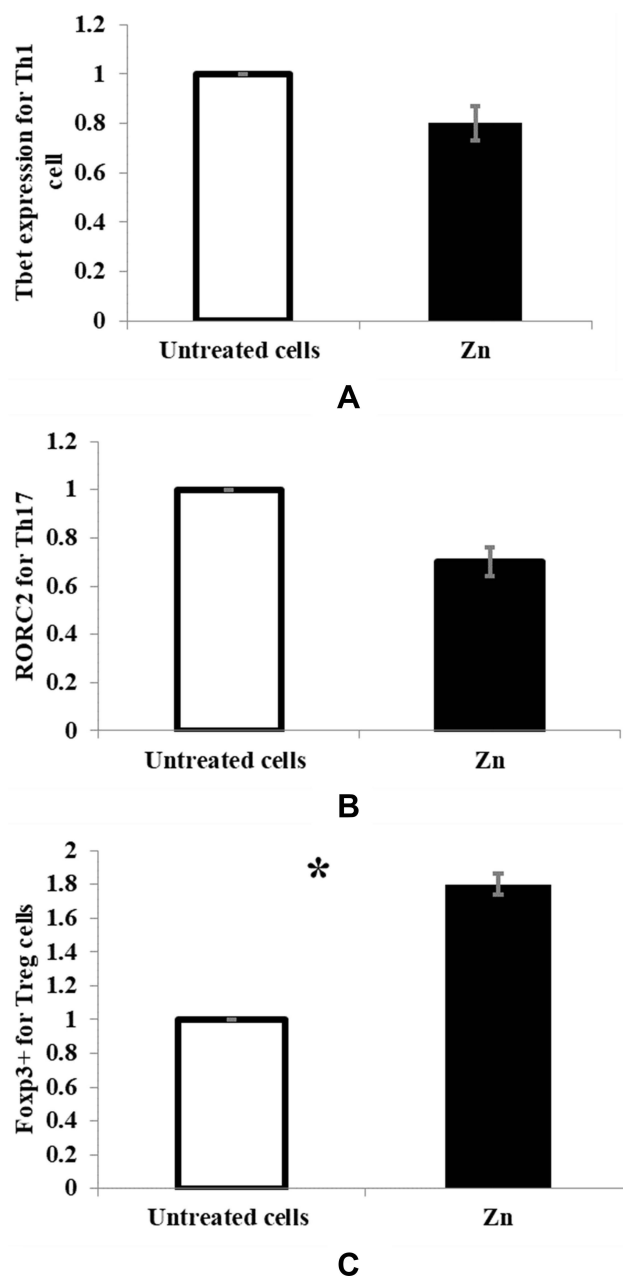 Tbet expression for Th1
cell
1.2
1
0.8
0.6
0.4
0.2
0
Untreated cells Zn
A
RORC2 for Th17
1.2
1
0.8
0.6
0.4
0.2
0
Untreated cells Zn
B
Foxp3+ for Treg cells
2
1.8
1.6
1.4
1.2
1
0.8
0.6
0.4
0.2
0
*
Untreated cells Zn
C